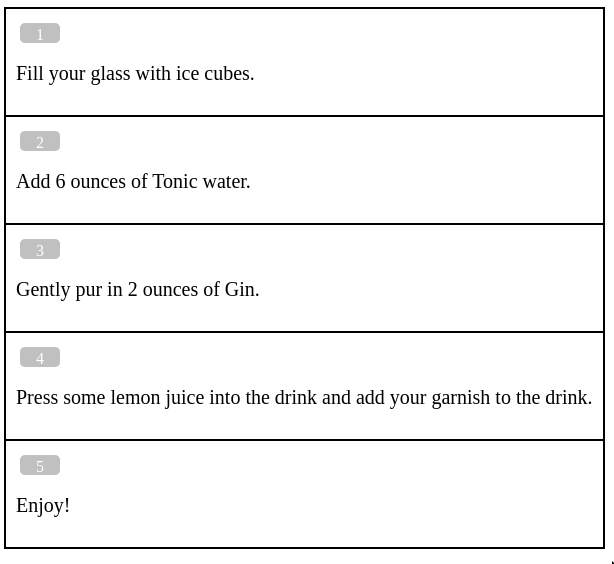 1
Fill your glass with ice cubes.
2
Add 6 ounces of Tonic water.
3
Gently pur in 2 ounces of Gin.
4
Press some lemon juice into the drink and add your garnish to the drink.
5
Enjoy!